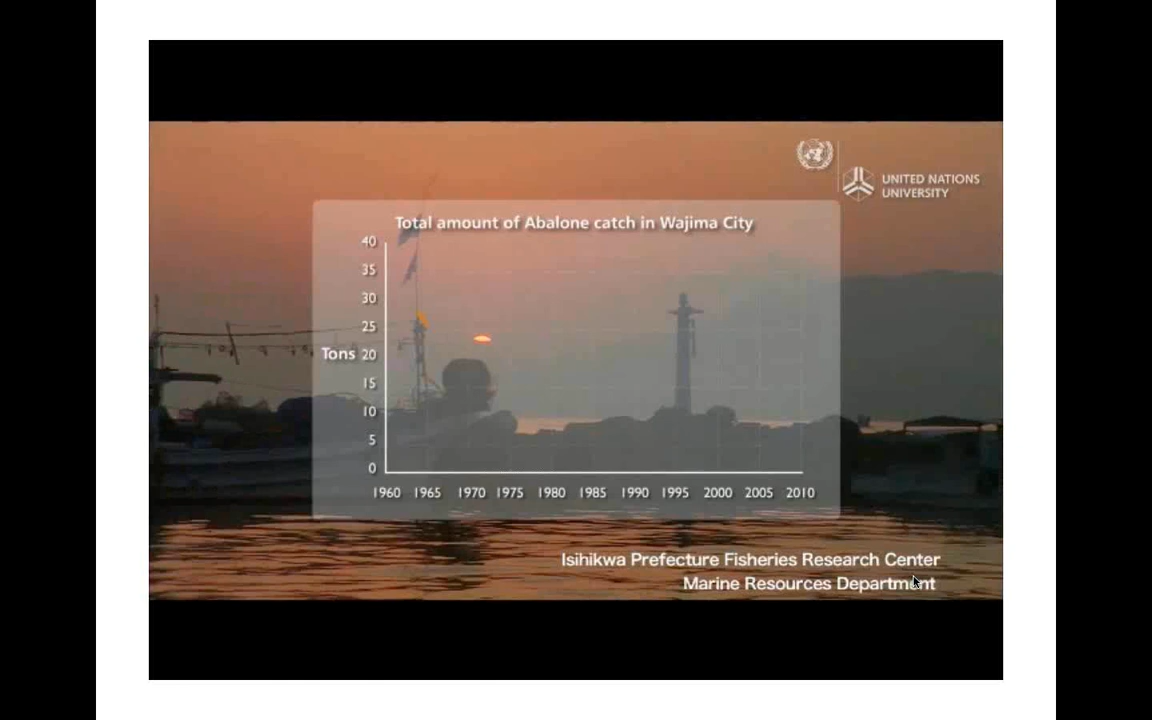 UNITED NATIONS
UNIVERSITY
Total amount of Abalone catch in Wajima City
40
35
30
25
Tons 20
15
10
5
0
1960 1965 1970 1975 1980 1985 1990 1995 2000 2005 2010
Isihikwa Prefecture Fisheries Research Center
Marine Resources Department